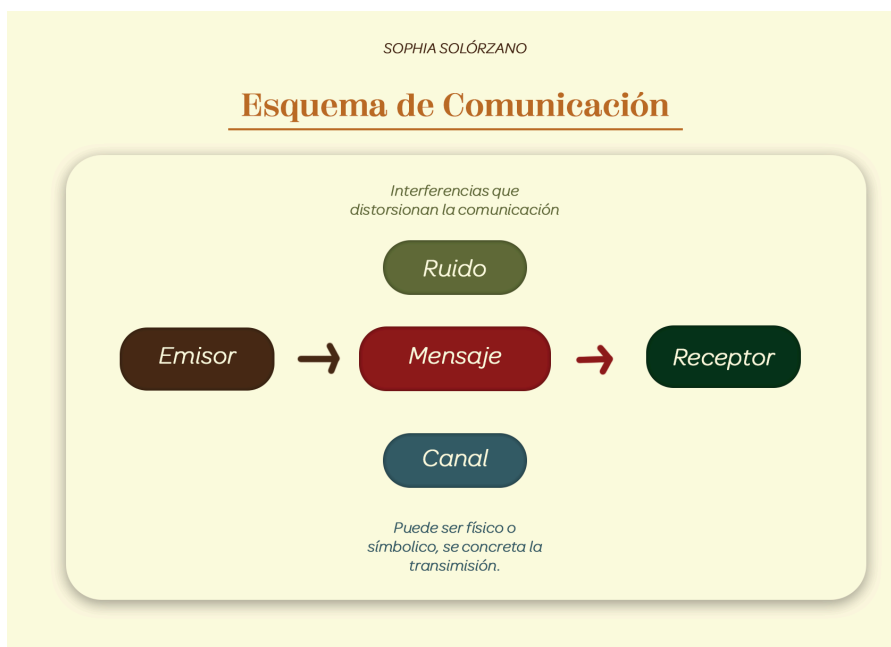 SOPHIA SOLÓRZANO
Esquema de Comunicación
Interferencias que
distorsionan la comunicación
Ruido
Emisor
Mensaje
Receptor
Canal
Puede ser físico o
símbolico, se concreta la
transimisión.